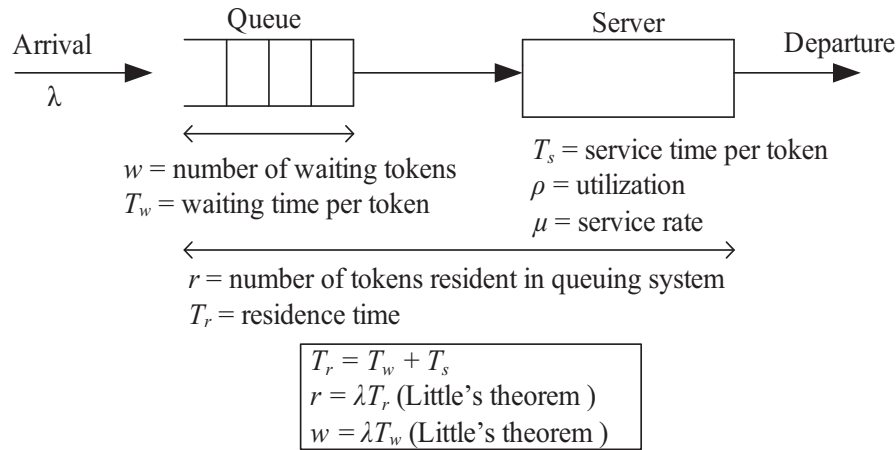 Queue
Server
Arrival
Departure
λ
w = number of waiting tokens
T_w = waiting time per token
T_s = service time per token
ρ = utilization
μ = service rate
r = number of tokens resident in queuing system
T_r = residence time
T_r = T_w + T_s
r = λT_r (Little's theorem )
w = λT_w (Little's theorem )